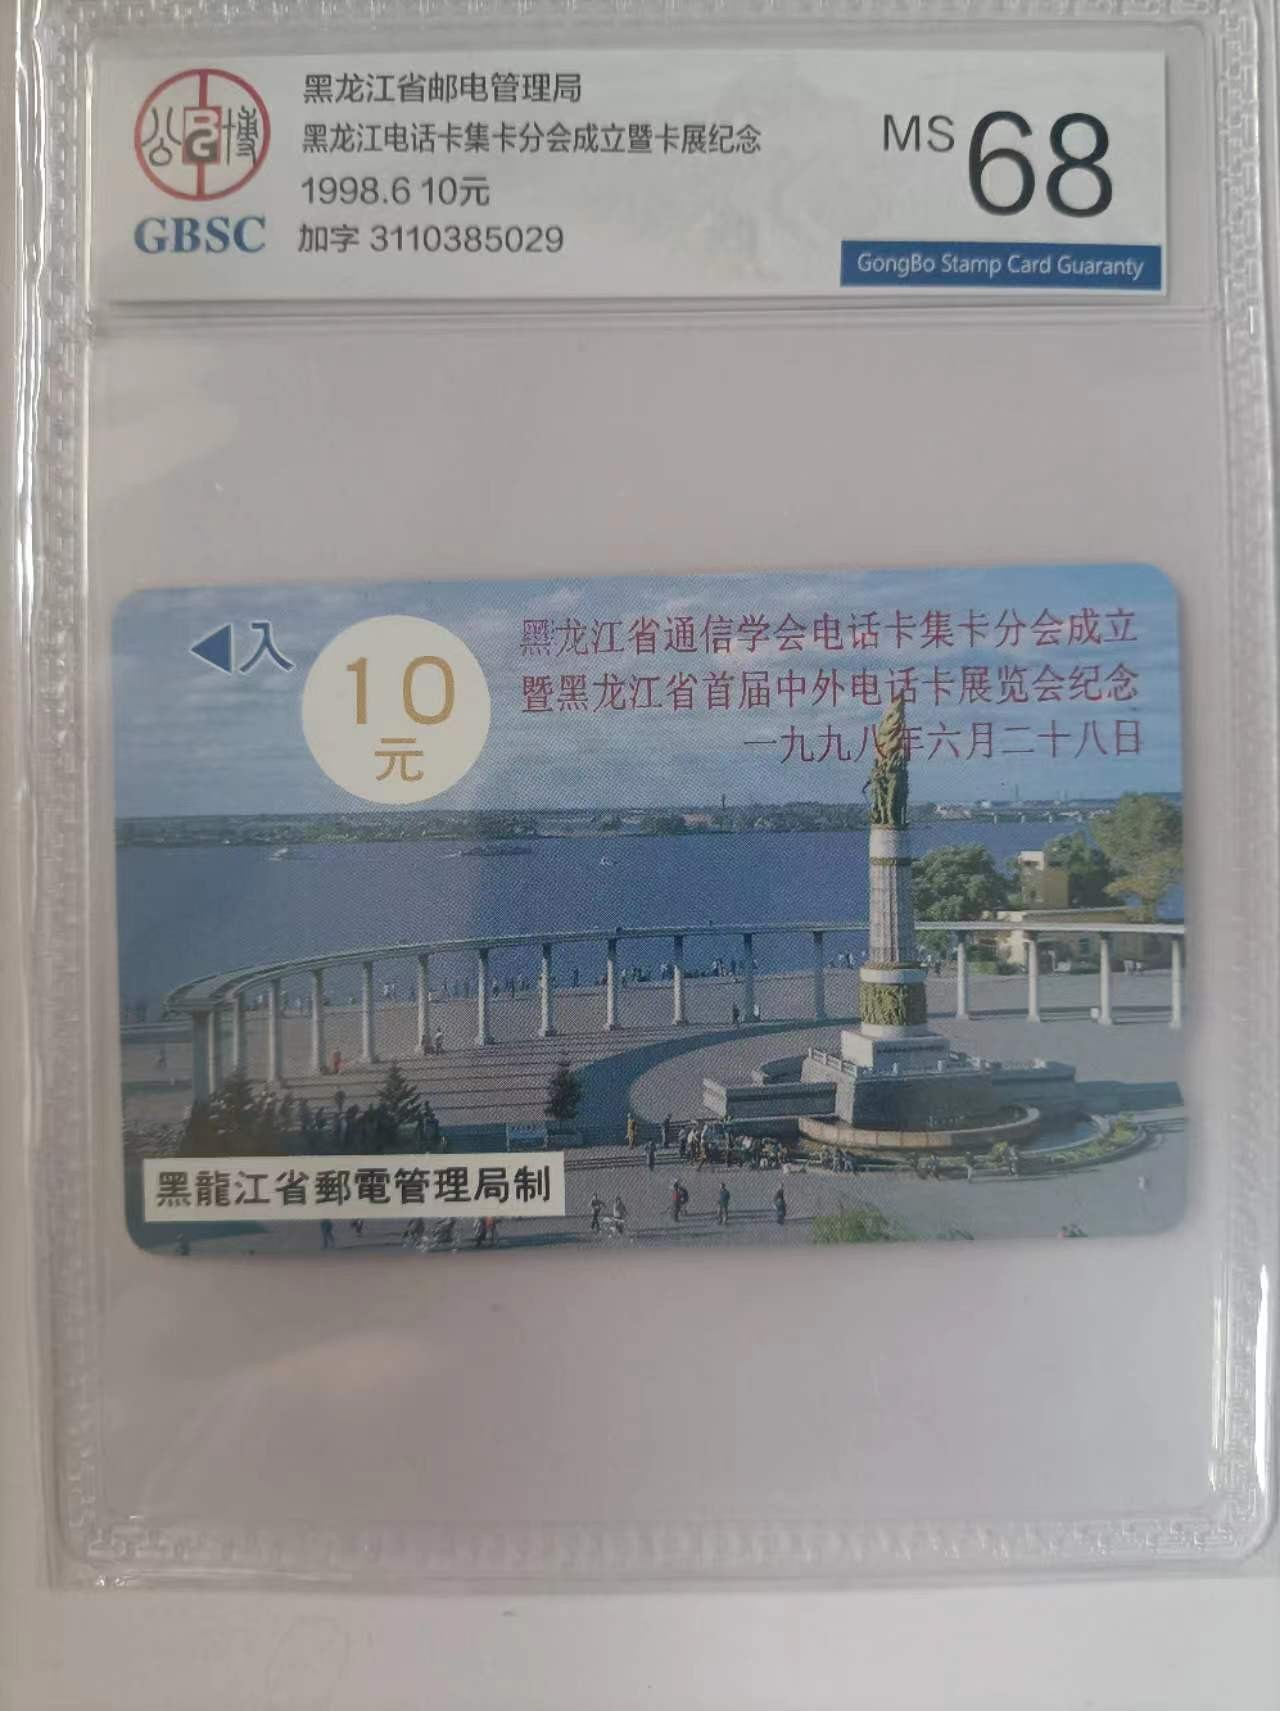 公博
BG
GBSC
黑龙江省邮电管理局
黑龙江电话卡集卡分会成立暨卡展纪念
1998.6 10元
加字 3110385029
MS 68
GongBo Stamp Card Guaranty
入
10
元
黑龙江省通信学会电话卡集卡分会成立
暨黑龙江省首届中外电话卡展览会纪念
一九九八年六月二十八日
黑龍江省郵電管理局制